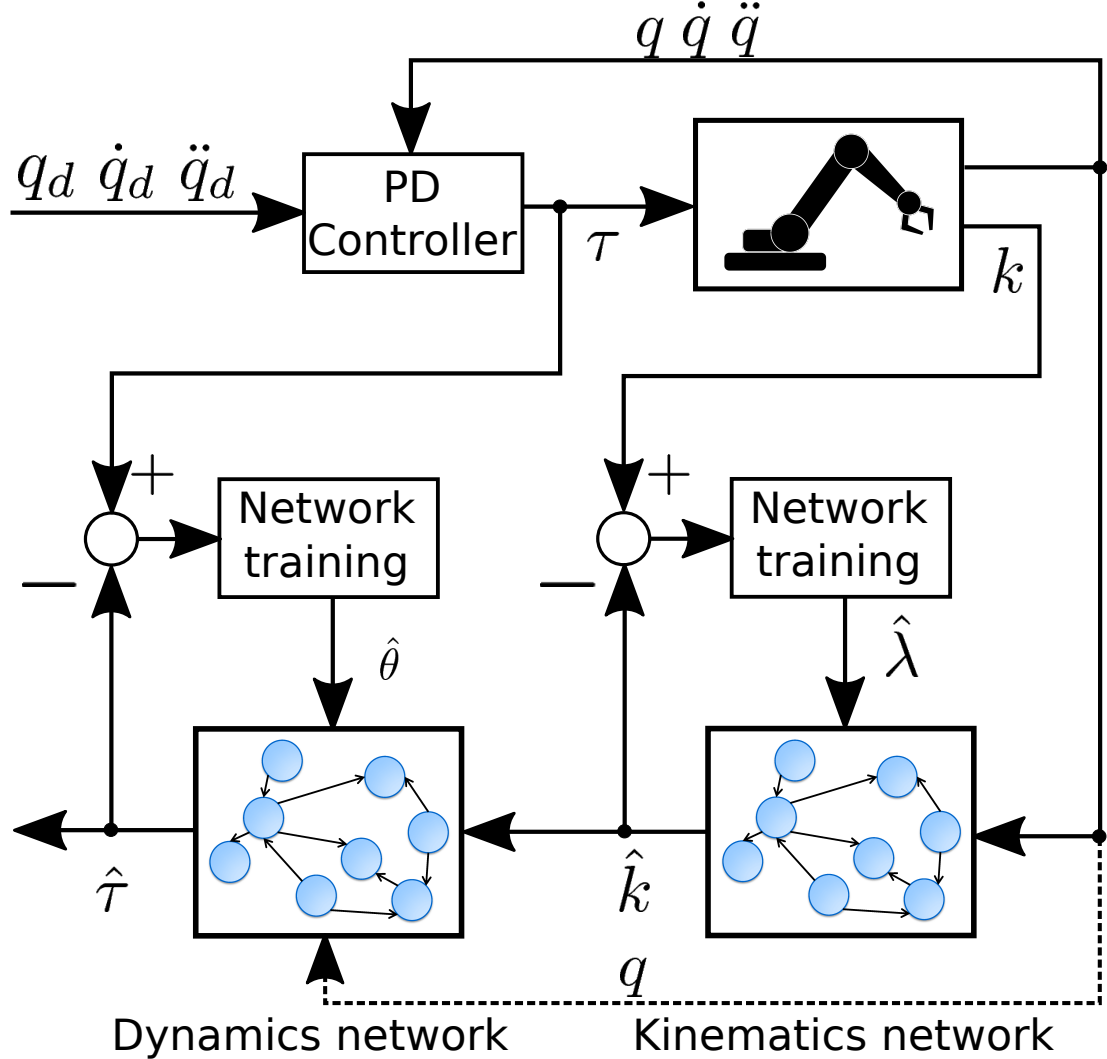 q q̇ q̈
q_d q̇_d q̈_d
PD
Controller
τ
k
+
+
Network
training
Network
training
−
−
θ̂
λ̂
τ̂
k̂
q
Dynamics network
Kinematics network